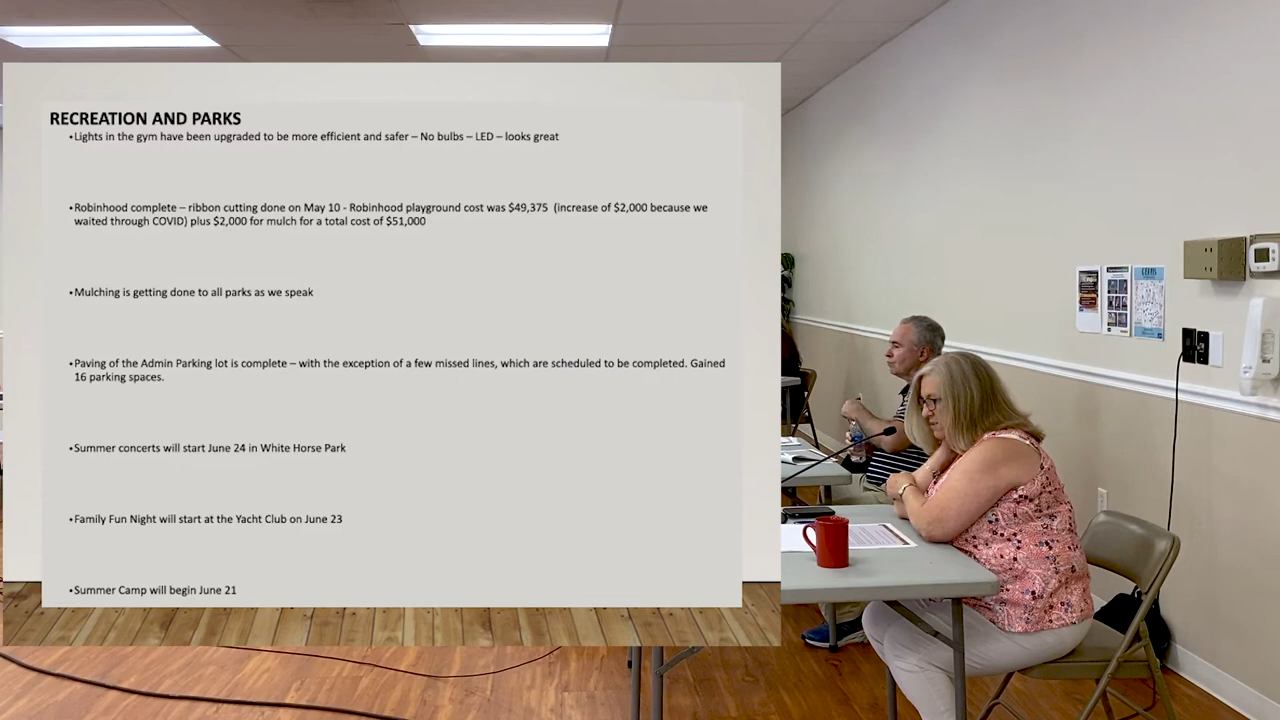 RECREATION AND PARKS
•Lights in the gym have been upgraded to be more efficient and safer – No bulbs – LED – looks great
•Robinhood complete – ribbon cutting done on May 10 - Robinhood playground cost was $49,375 (increase of $2,000 because we
waited through COVID) plus $2,000 for mulch for a total cost of $51,000
•Mulching is getting done to all parks as we speak
•Paving of the Admin Parking lot is complete – with the exception of a few missed lines, which are scheduled to be completed. Gained
16 parking spaces.
•Summer concerts will start June 24 in White Horse Park
•Family Fun Night will start at the Yacht Club on June 23
•Summer Camp will begin June 21